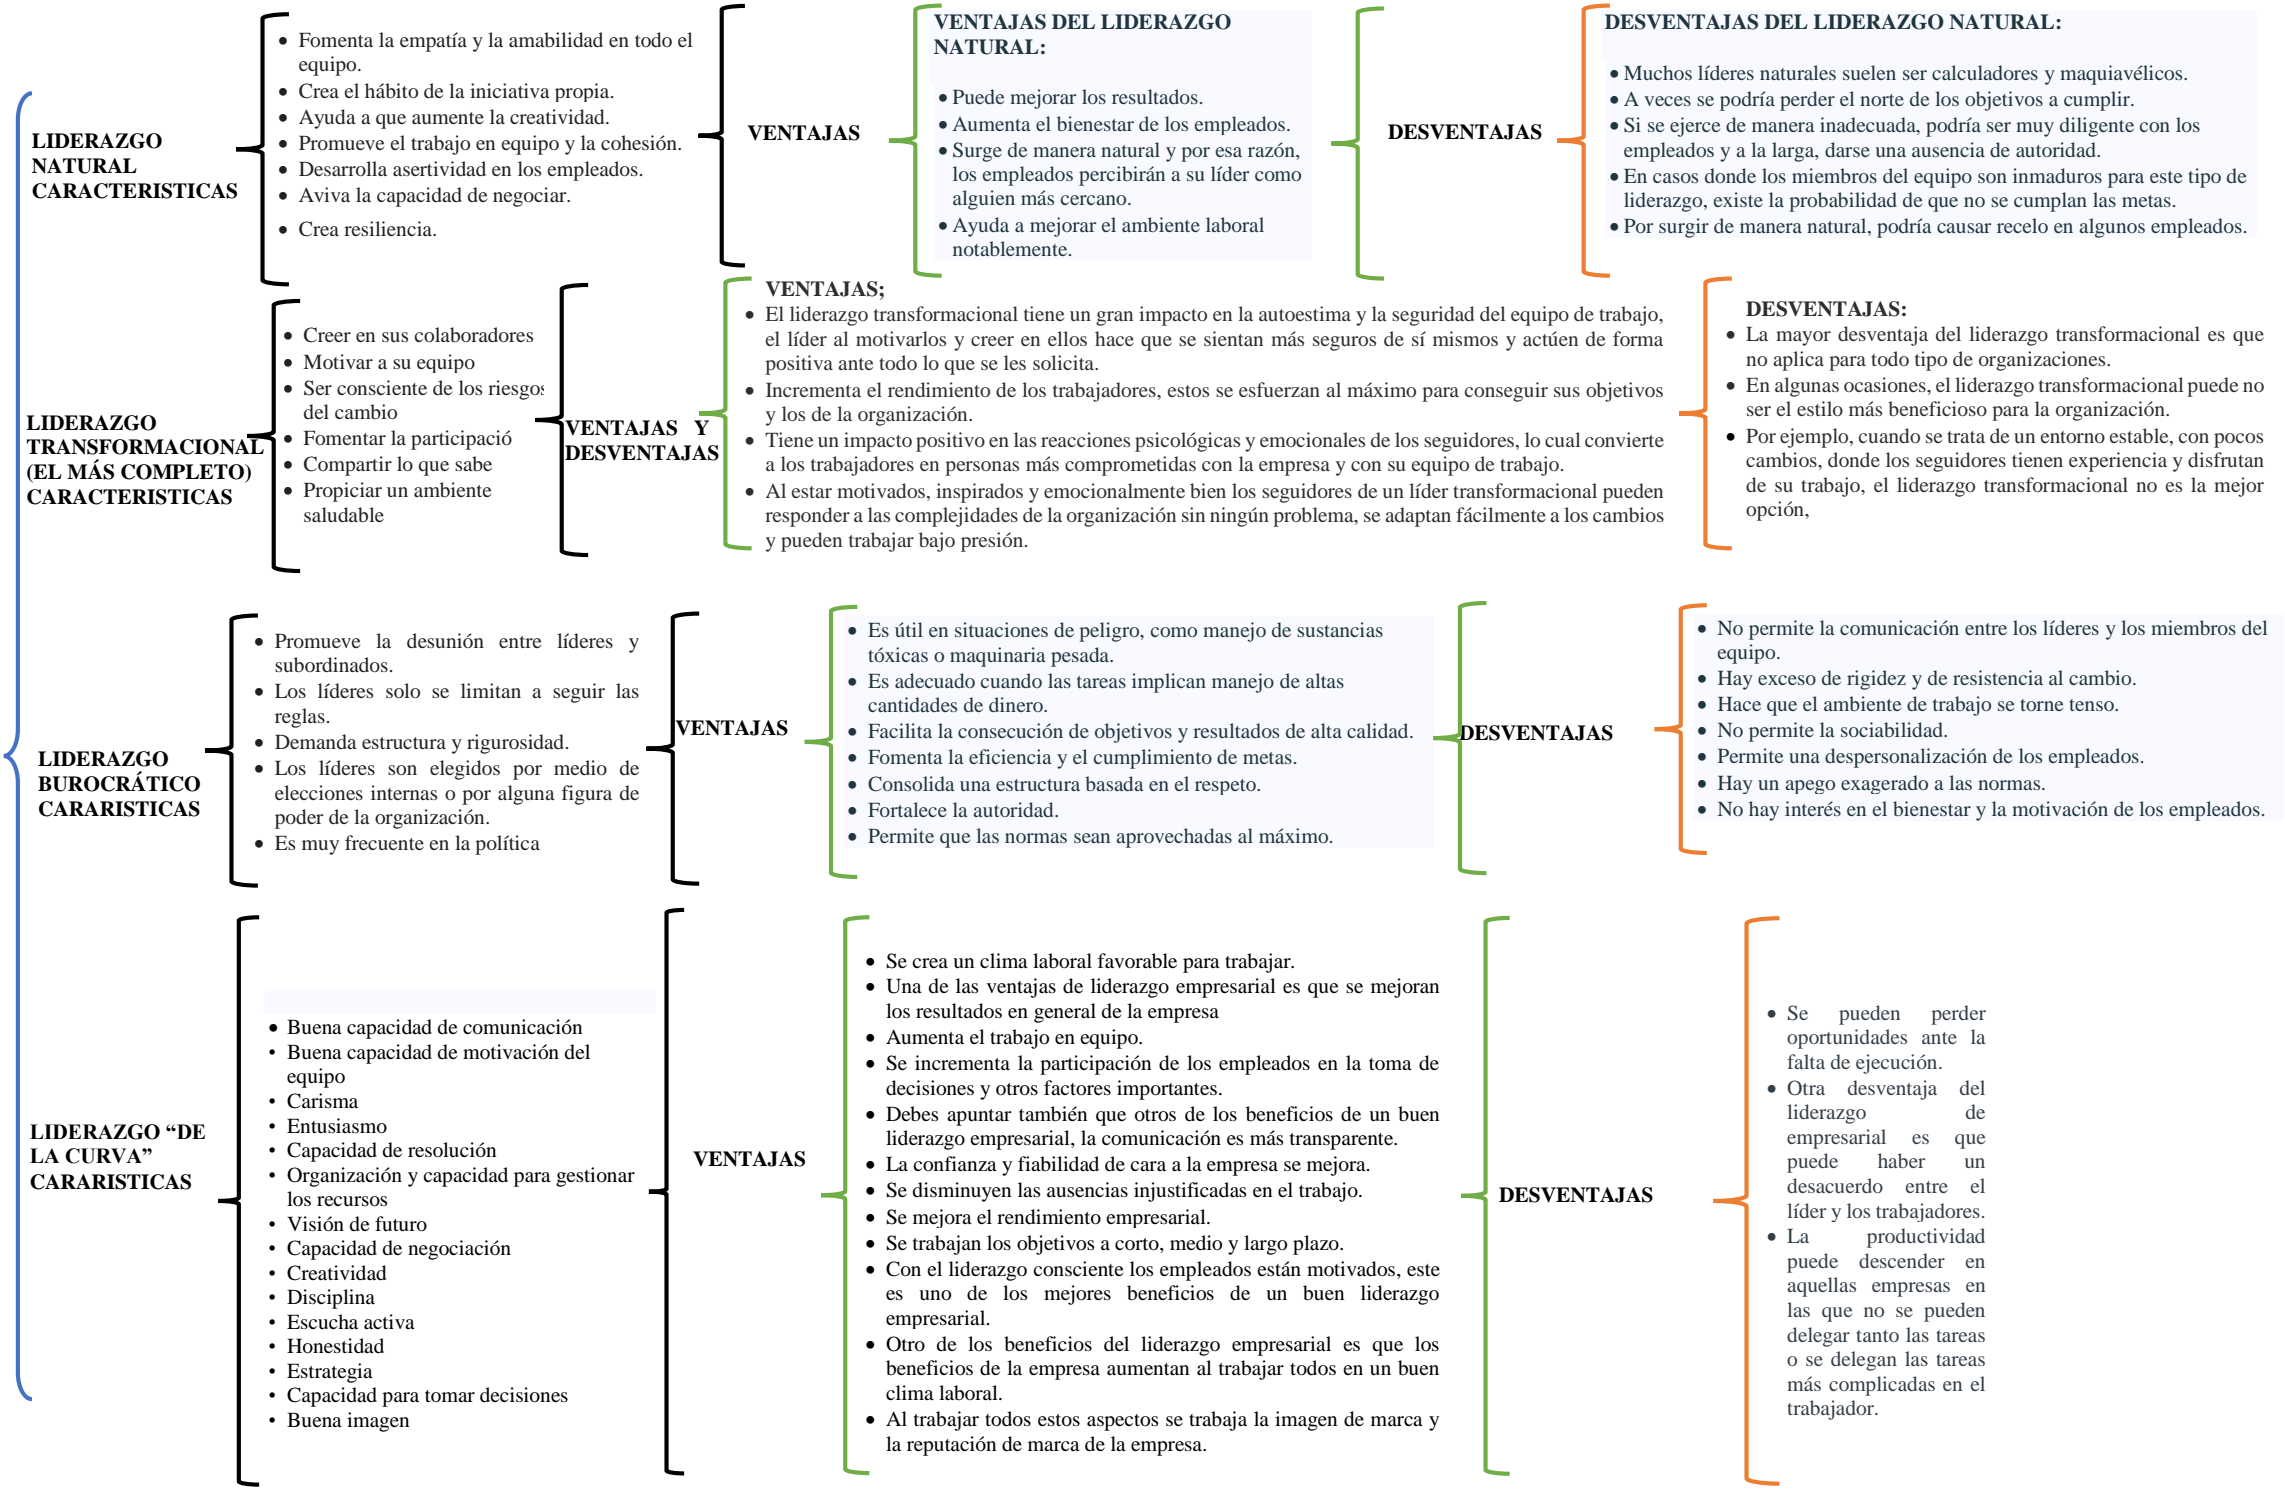 LIDERAZGO
NATURAL
CARACTERISTICAS
• Fomenta la empatía y la amabilidad en todo el
equipo.
• Crea el hábito de la iniciativa propia.
• Ayuda a que aumente la creatividad.
• Promueve el trabajo en equipo y la cohesión.
• Desarrolla asertividad en los empleados.
• Aviva la capacidad de negociar.
• Crea resiliencia.
VENTAJAS
VENTAJAS DEL LIDERAZGO
NATURAL:
• Puede mejorar los resultados.
• Aumenta el bienestar de los empleados.
• Surge de manera natural y por esa razón,
los empleados percibirán a su líder como
alguien más cercano.
• Ayuda a mejorar el ambiente laboral
notablemente.
DESVENTAJAS
DESVENTAJAS DEL LIDERAZGO NATURAL:
• Muchos líderes naturales suelen ser calculadores y maquiavélicos.
• A veces se podría perder el norte de los objetivos a cumplir.
• Si se ejerce de manera inadecuada, podría ser muy diligente con los
empleados y a la larga, darse una ausencia de autoridad.
• En casos donde los miembros del equipo son inmaduros para este tipo de
liderazgo, existe la probabilidad de que no se cumplan las metas.
• Por surgir de manera natural, podría causar recelo en algunos empleados.
LIDERAZGO
TRANSFORMACIONAL
(EL MÁS COMPLETO)
CARACTERISTICAS
• Creer en sus colaboradores
• Motivar a su equipo
• Ser consciente de los riesgos
del cambio
• Fomentar la participació
• Compartir lo que sabe
• Propiciar un ambiente
saludable
VENTAJAS Y
DESVENTAJAS
VENTAJAS;
• El liderazgo transformacional tiene un gran impacto en la autoestima y la seguridad del equipo de trabajo,
el líder al motivarlos y creer en ellos hace que se sientan más seguros de sí mismos y actúen de forma
positiva ante todo lo que se les solicita.
• Incrementa el rendimiento de los trabajadores, estos se esfuerzan al máximo para conseguir sus objetivos
y los de la organización.
• Tiene un impacto positivo en las reacciones psicológicas y emocionales de los seguidores, lo cual convierte
a los trabajadores en personas más comprometidas con la empresa y con su equipo de trabajo.
• Al estar motivados, inspirados y emocionalmente bien los seguidores de un líder transformacional pueden
responder a las complejidades de la organización sin ningún problema, se adaptan fácilmente a los cambios
y pueden trabajar bajo presión.
DESVENTAJAS:
• La mayor desventaja del liderazgo transformacional es que
no aplica para todo tipo de organizaciones.
• En algunas ocasiones, el liderazgo transformacional puede no
ser el estilo más beneficioso para la organización.
• Por ejemplo, cuando se trata de un entorno estable, con pocos
cambios, donde los seguidores tienen experiencia y disfrutan
de su trabajo, el liderazgo transformacional no es la mejor
opción,
LIDERAZGO
BUROCRÁTICO
CARARISTICAS
• Promueve la desunión entre líderes y
subordinados.
• Los líderes solo se limitan a seguir las
reglas.
• Demanda estructura y rigurosidad.
• Los líderes son elegidos por medio de
elecciones internas o por alguna figura de
poder de la organización.
• Es muy frecuente en la política
VENTAJAS
• Es útil en situaciones de peligro, como manejo de sustancias
tóxicas o maquinaria pesada.
• Es adecuado cuando las tareas implican manejo de altas
cantidades de dinero.
• Facilita la consecución de objetivos y resultados de alta calidad.
• Fomenta la eficiencia y el cumplimiento de metas.
• Consolida una estructura basada en el respeto.
• Fortalece la autoridad.
• Permite que las normas sean aprovechadas al máximo.
DESVENTAJAS
• No permite la comunicación entre los líderes y los miembros del
equipo.
• Hay exceso de rigidez y de resistencia al cambio.
• Hace que el ambiente de trabajo se torne tenso.
• No permite la sociabilidad.
• Permite una despersonalización de los empleados.
• Hay un apego exagerado a las normas.
• No hay interés en el bienestar y la motivación de los empleados.
LIDERAZGO “DE
LA CURVA”
CARARISTICAS
• Buena capacidad de comunicación
• Buena capacidad de motivación del
equipo
• Carisma
• Entusiasmo
• Capacidad de resolución
• Organización y capacidad para gestionar
los recursos
• Visión de futuro
• Capacidad de negociación
• Creatividad
• Disciplina
• Escucha activa
• Honestidad
• Estrategia
• Capacidad para tomar decisiones
• Buena imagen
VENTAJAS
• Se crea un clima laboral favorable para trabajar.
• Una de las ventajas de liderazgo empresarial es que se mejoran
los resultados en general de la empresa
• Aumenta el trabajo en equipo.
• Se incrementa la participación de los empleados en la toma de
decisiones y otros factores importantes.
• Debes apuntar también que otros de los beneficios de un buen
liderazgo empresarial, la comunicación es más transparente.
• La confianza y fiabilidad de cara a la empresa se mejora.
• Se disminuyen las ausencias injustificadas en el trabajo.
• Se mejora el rendimiento empresarial.
• Se trabajan los objetivos a corto, medio y largo plazo.
• Con el liderazgo consciente los empleados están motivados, este
es uno de los mejores beneficios de un buen liderazgo
empresarial.
• Otro de los beneficios del liderazgo empresarial es que los
beneficios de la empresa aumentan al trabajar todos en un buen
clima laboral.
• Al trabajar todos estos aspectos se trabaja la imagen de marca y
la reputación de marca de la empresa.
DESVENTAJAS
• Se pueden perder
oportunidades ante la
falta de ejecución.
• Otra desventaja del
liderazgo de
empresarial es que
puede haber un
desacuerdo entre el
líder y los trabajadores.
• La productividad
puede descender en
aquellas empresas en
las que no se pueden
delegar tanto las tareas
o se delegan las tareas
más complicadas en el
trabajador.